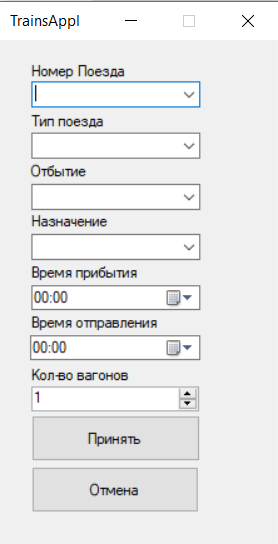 TrainsAppl
Номер Поезда
Тип поезда
Отбытие
Назначение
Время прибытия
00:00
Время отправления
00:00
Кол-во вагонов
1
Принять
Отмена